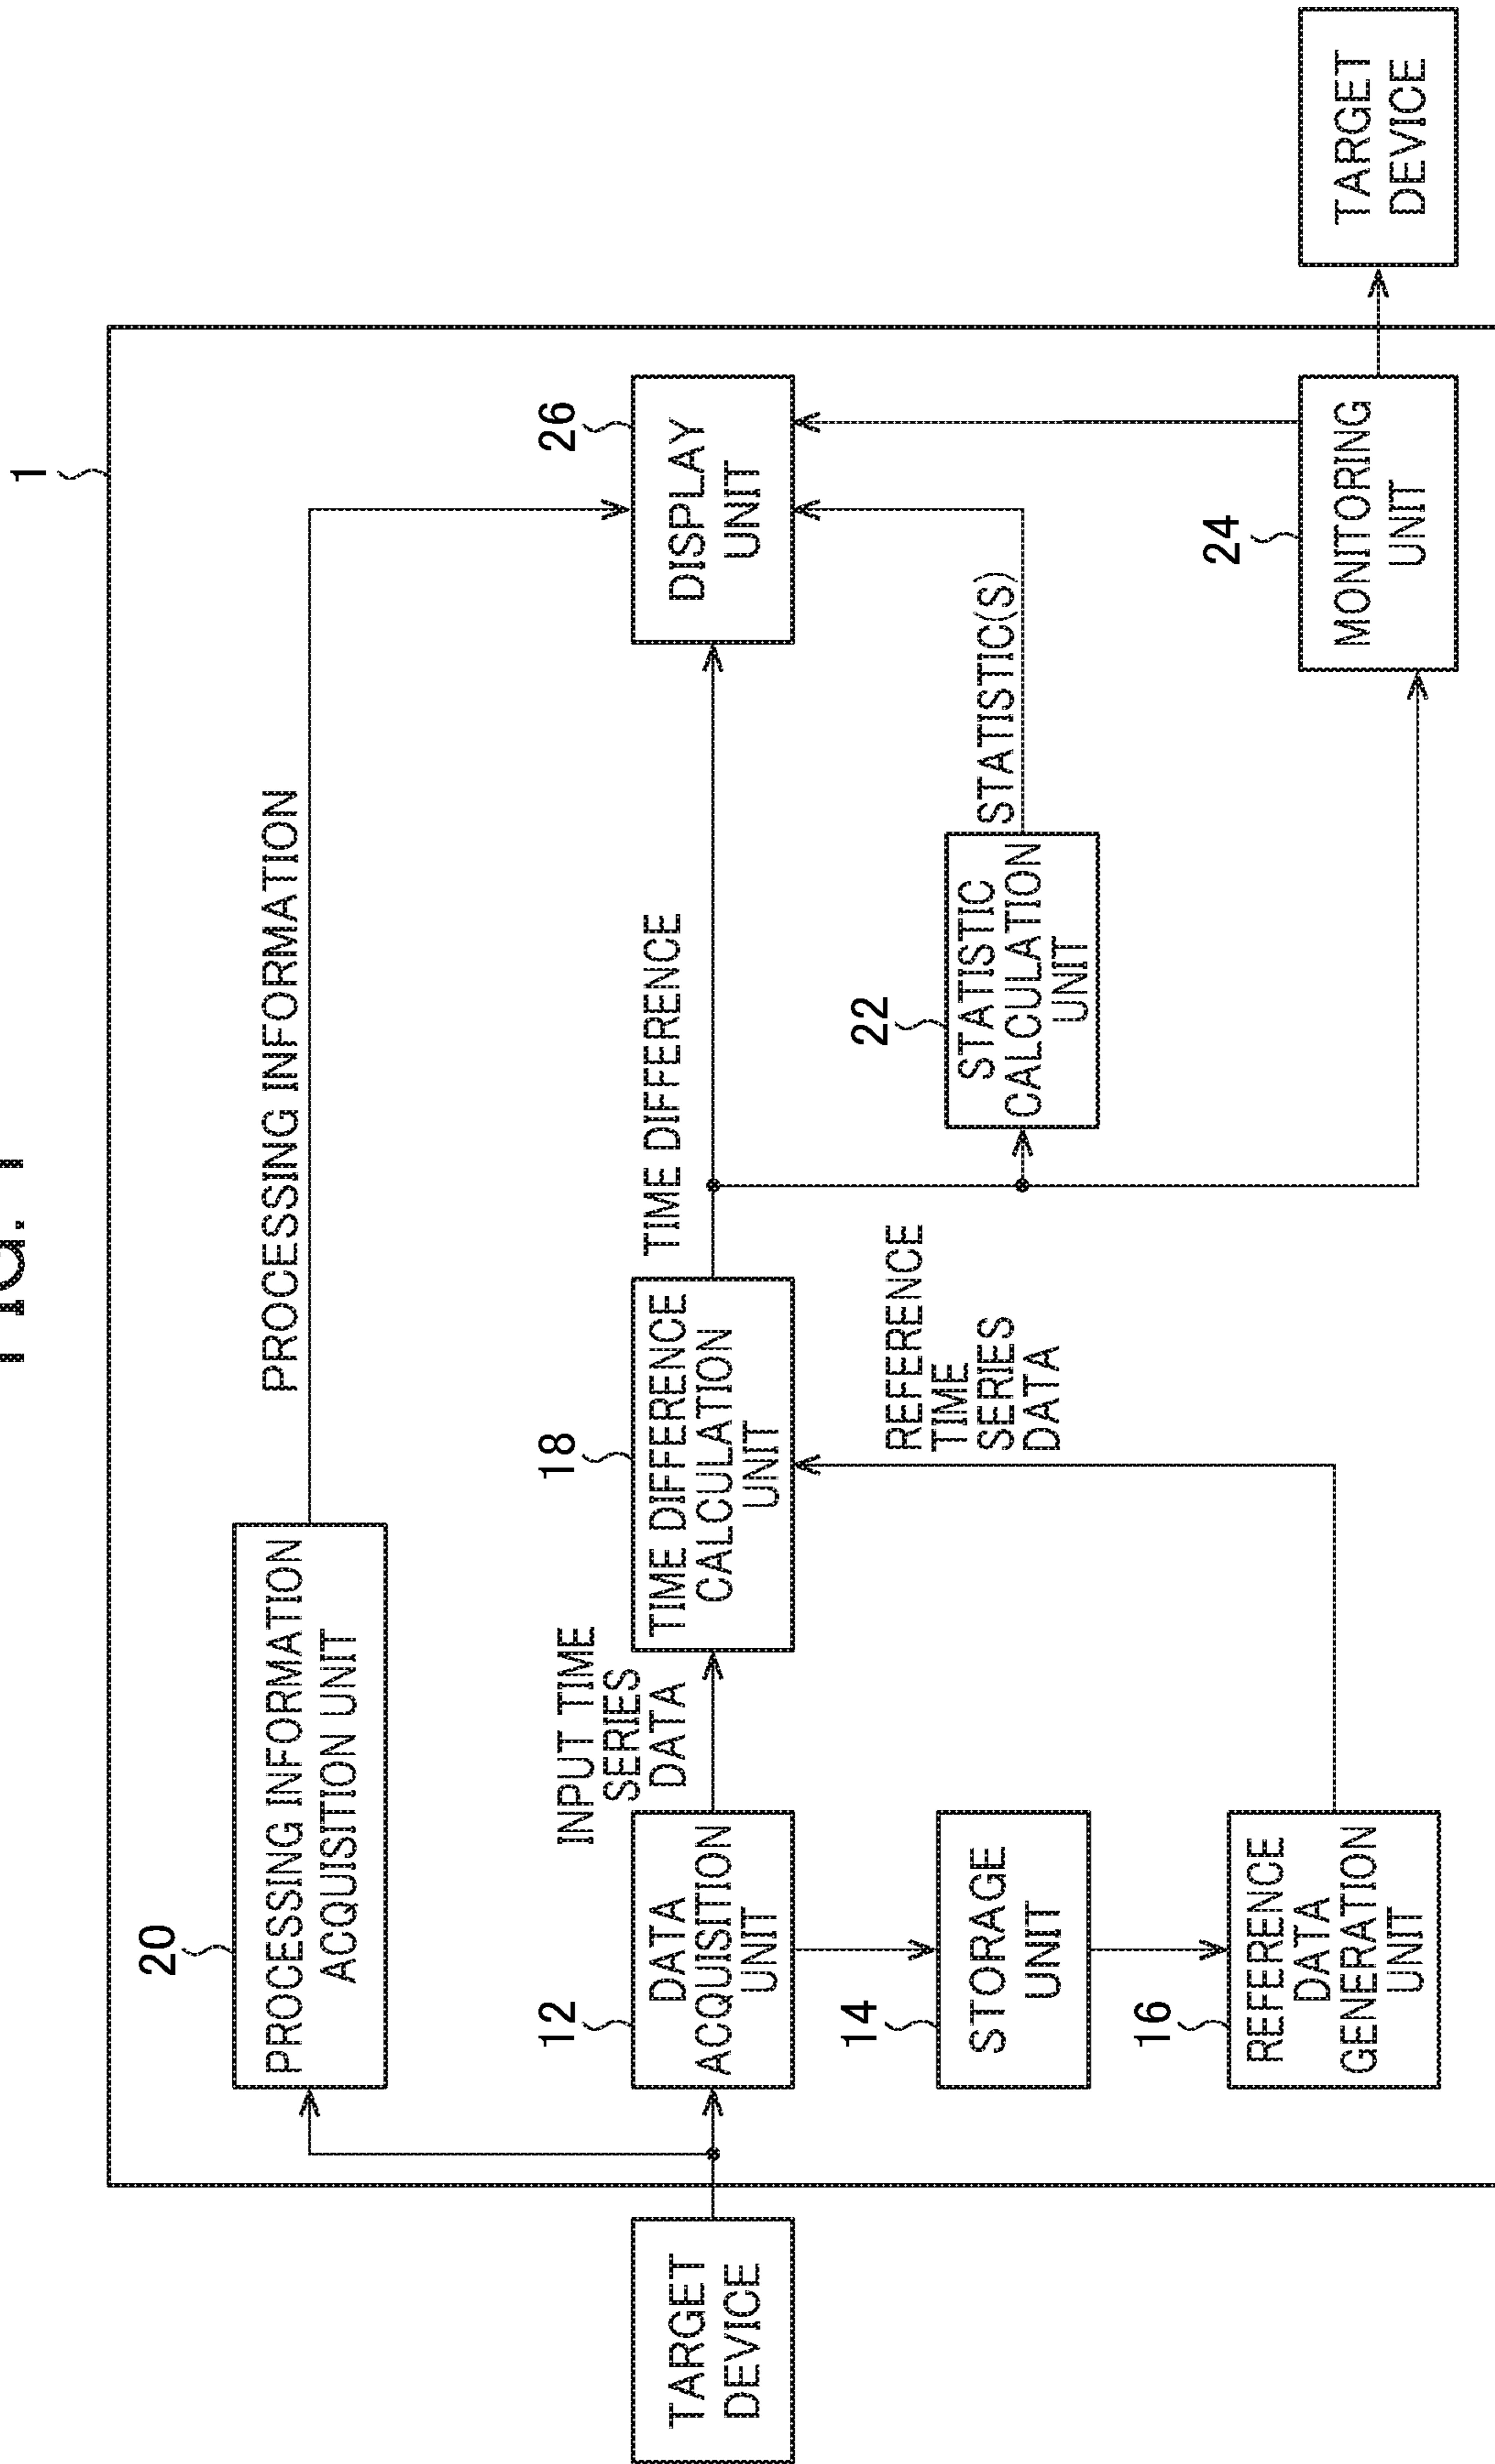 FIG. 1
1
20
PROCESSING INFORMATION
ACQUISITION UNIT
PROCESSING INFORMATION
TARGET
DEVICE
12
DATA
ACQUISITION
UNIT
INPUT TIME
SERIES
DATA
18
TIME DIFFERENCE
CALCULATION
UNIT
TIME DIFFERENCE
26
DISPLAY
UNIT
14
STORAGE
UNIT
REFERENCE
TIME
SERIES
DATA
22
STATISTIC
CALCULATION
UNIT
STATISTIC(S)
16
REFERENCE
DATA
GENERATION
UNIT
24
MONITORING
UNIT
TARGET
DEVICE